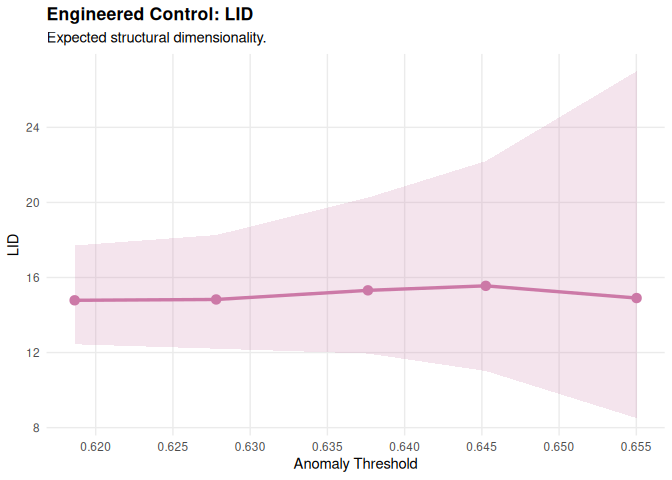 Engineered Control: LID
Expected structural dimensionality.
LID
24
20
16
12
8
0.620 0.625 0.630 0.635 0.640 0.645 0.650 0.655
Anomaly Threshold